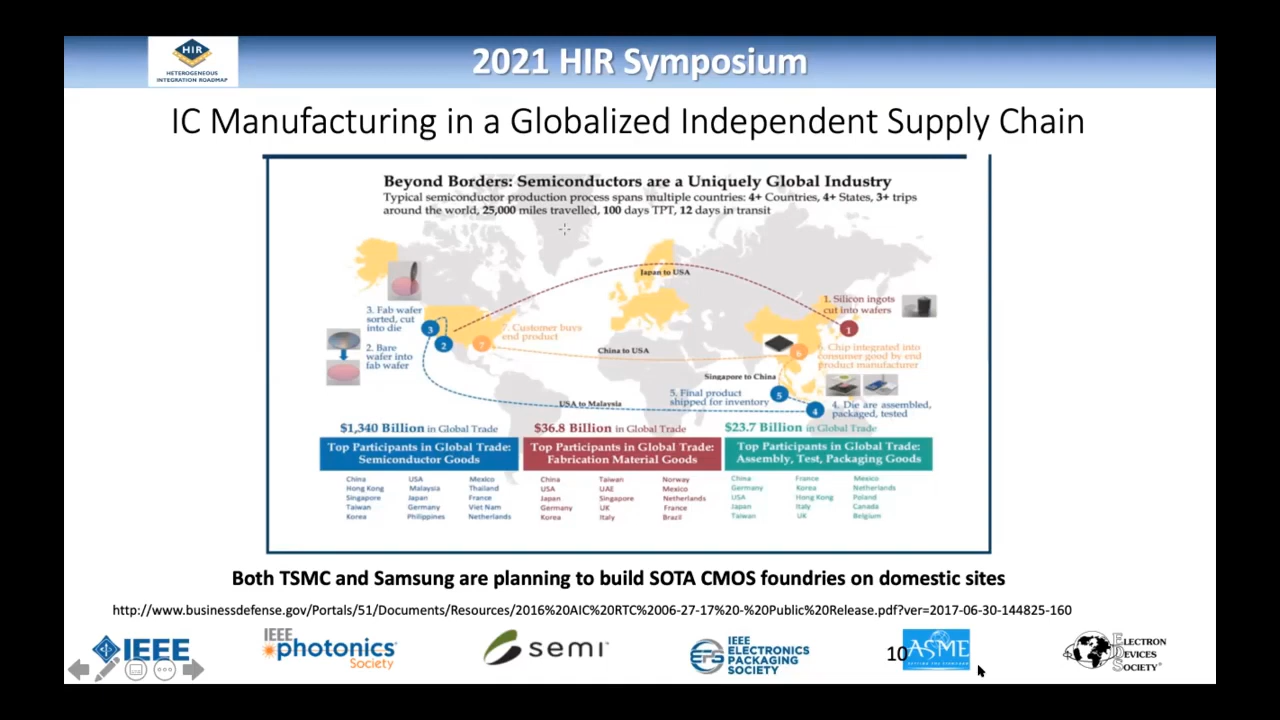 HIR
HETEROGENEOUS
INTEGRATION ROADMAP
2021 HIR Symposium
IC Manufacturing in a Globalized Independent Supply Chain
Beyond Borders: Semiconductors are a Uniquely Global Industry
Typical semiconductor production process spans multiple countries: 4+ Countries, 4+ States, 3+ trips
around the world, 25,000 miles travelled, 100 days TPT, 12 days in transit
Japan to USA
1. Silicon ingots
cut into wafers
1
3. Fab wafer
sorted, cut
into die
3
2
2. Bare
wafer into
fab wafer
7. Customer buys
end product
7
China to USA
6
6. Chip integrated into
consumer good by end
product manufacturer
Singapore to China
5. Final product
shipped for inventory
5
4
4. Die are assembled,
packaged, tested
USA to Malaysia
$1,340 Billion in Global Trade
Top Participants in Global Trade:
Semiconductor Goods
China USA Mexico
Hong Kong Malaysia Thailand
Singapore Japan France
Taiwan Germany Viet Nam
Korea Philippines Netherlands
$36.8 Billion in Global Trade
Top Participants in Global Trade:
Fabrication Material Goods
China Taiwan Norway
USA UAE Mexico
Japan Singapore Netherlands
Germany UK France
Korea Italy Brazil
$23.7 Billion in Global Trade
Top Participants in Global Trade:
Assembly, Test, Packaging Goods
China France Mexico
Germany Korea Netherlands
USA Hong Kong Poland
Japan Italy Canada
Taiwan UK Belgium
Both TSMC and Samsung are planning to build SOTA CMOS foundries on domestic sites
http://www.businessdefense.gov/Portals/51/Documents/Resources/2016%20AIC%20RTC%2006-27-17%20-%20Public%20Release.pdf?ver=2017-06-30-144825-160
IEEE
IEEE
photonics
Society
semi
EPS
IEEE
ELECTRONICS
PACKAGING
SOCIETY
10
ASME
SETTING THE STANDARD
ELECTRON
DEVICES
SOCIETY